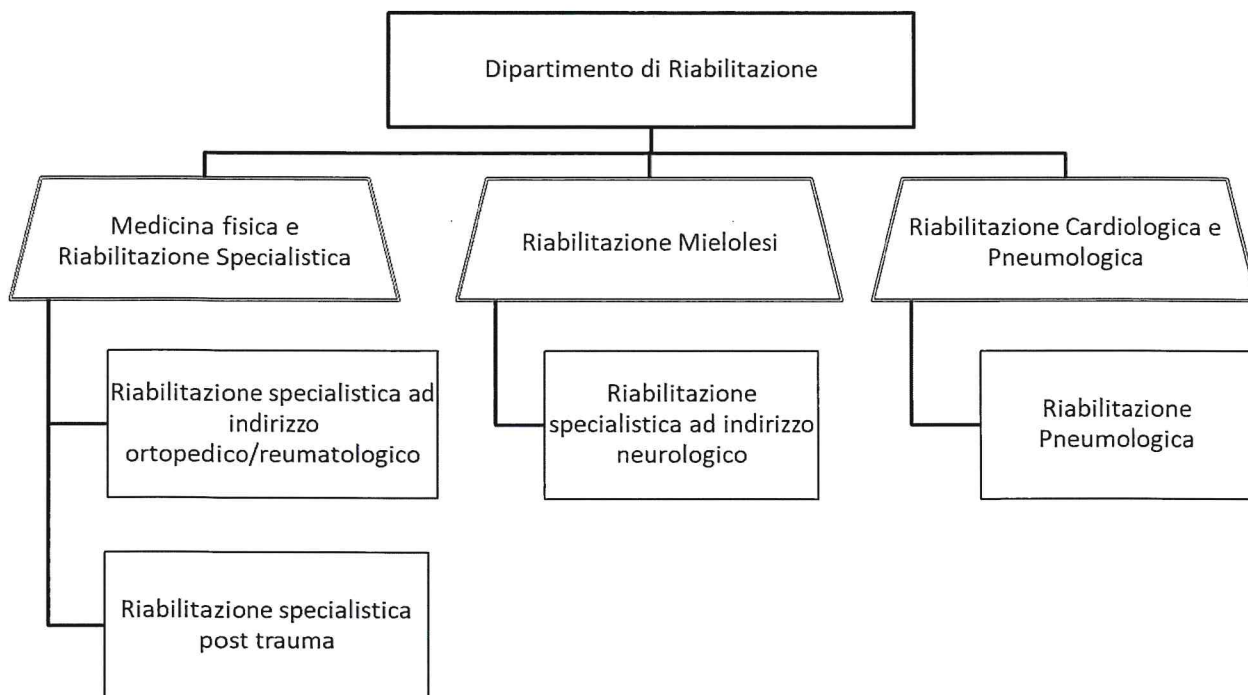 Dipartimento di Riabilitazione
Medicina fisica e
Riabilitazione Specialistica
Riabilitazione Mielolesi
Riabilitazione Cardiologica e
Pneumologica
Riabilitazione specialistica ad
indirizzo
ortopedico/reumatologico
Riabilitazione
specialistica ad indirizzo
neurologico
Riabilitazione
Pneumologica
Riabilitazione specialistica
post trauma